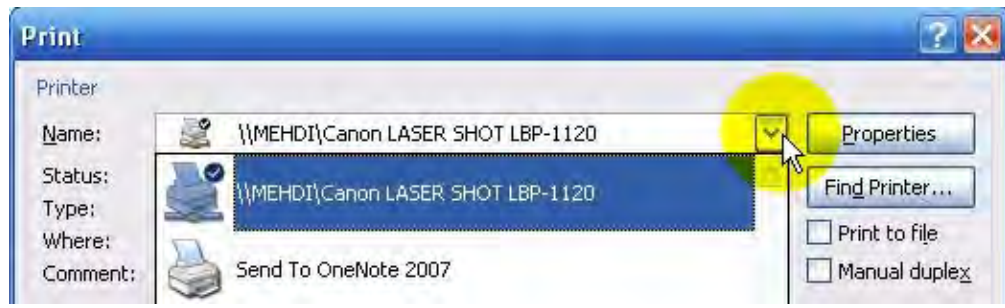 Print
Printer
Name: \\MEHDI\Canon LASER SHOT LBP-1120 Properties
Status: \\MEHDI\Canon LASER SHOT LBP-1120 Find Printer...
Type:
Where: Print to file
Comment: Send To OneNote 2007 Manual duplex